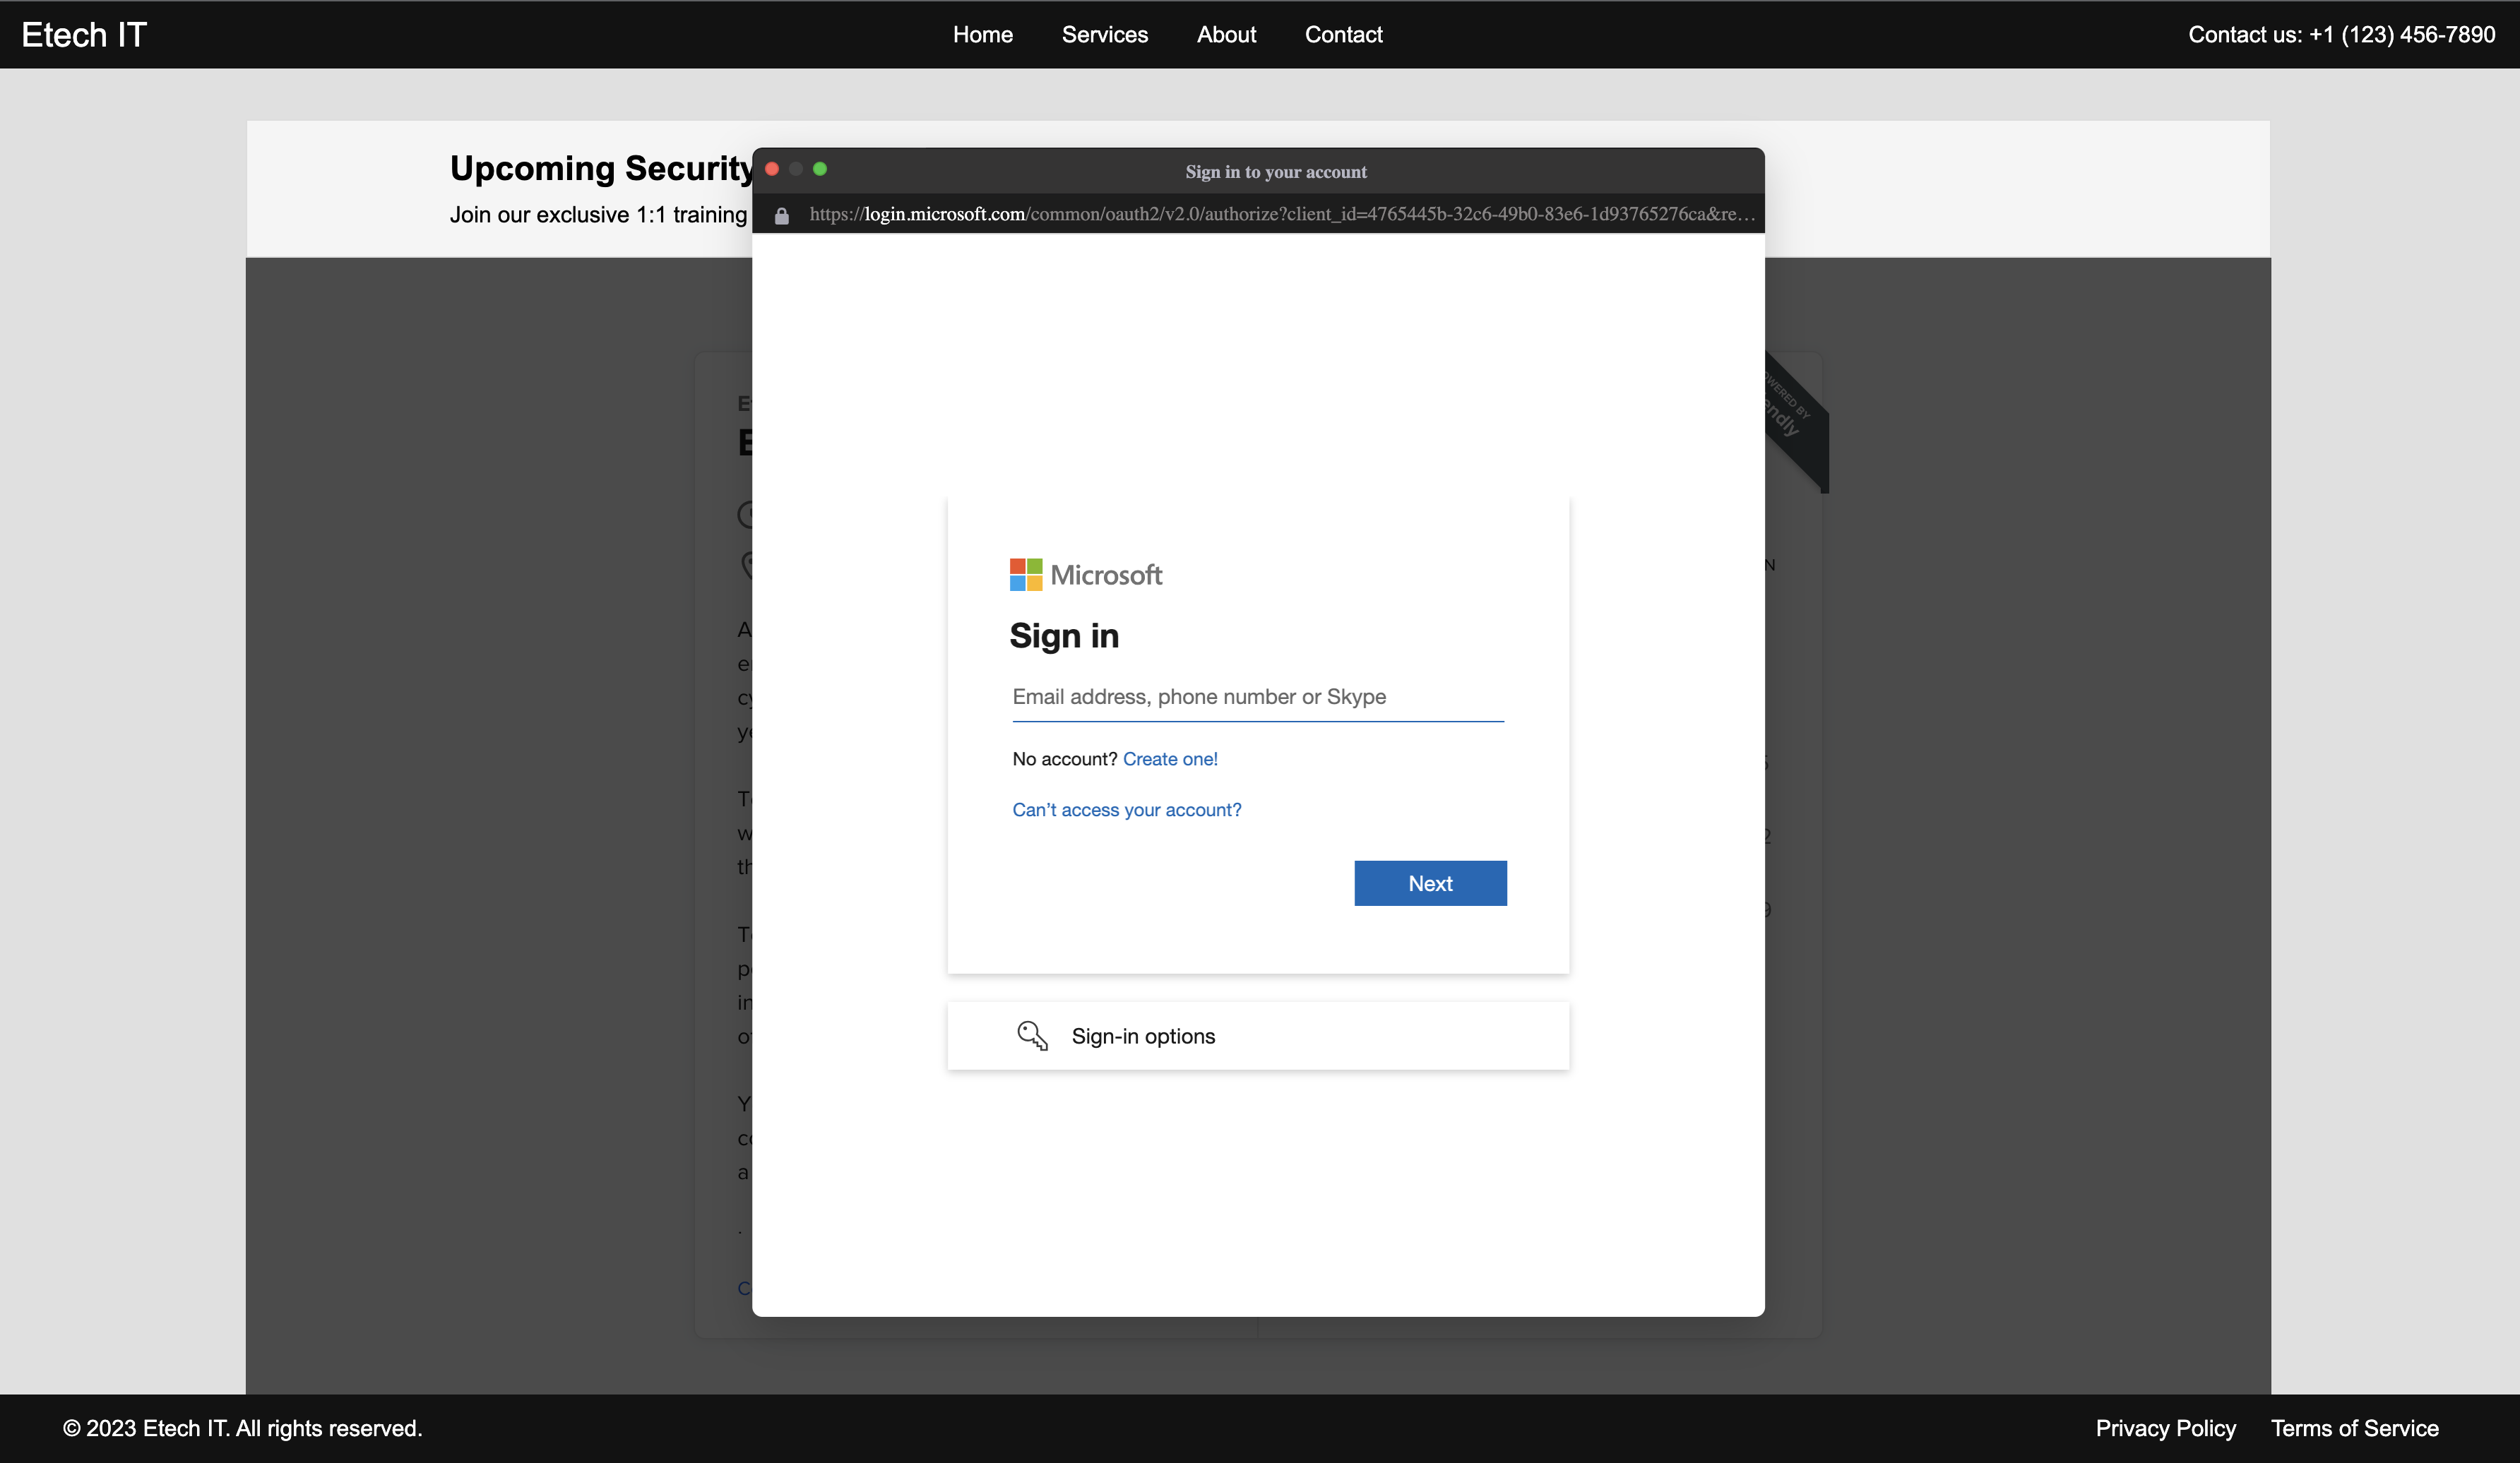 Etech IT
Home Services About Contact
Contact us: +1 (123) 456-7890
Upcoming Security
Join our exclusive 1:1 training
Sign in to your account
https://login.microsoft.com/common/oauth2/v2.0/authorize?client_id=4765445b-32c6-49b0-83e6-1d93765276ca&re…
Microsoft
Sign in
Email address, phone number or Skype
No account? Create one!
Can't access your account?
Next
Sign-in options
© 2023 Etech IT. All rights reserved.
Privacy Policy Terms of Service